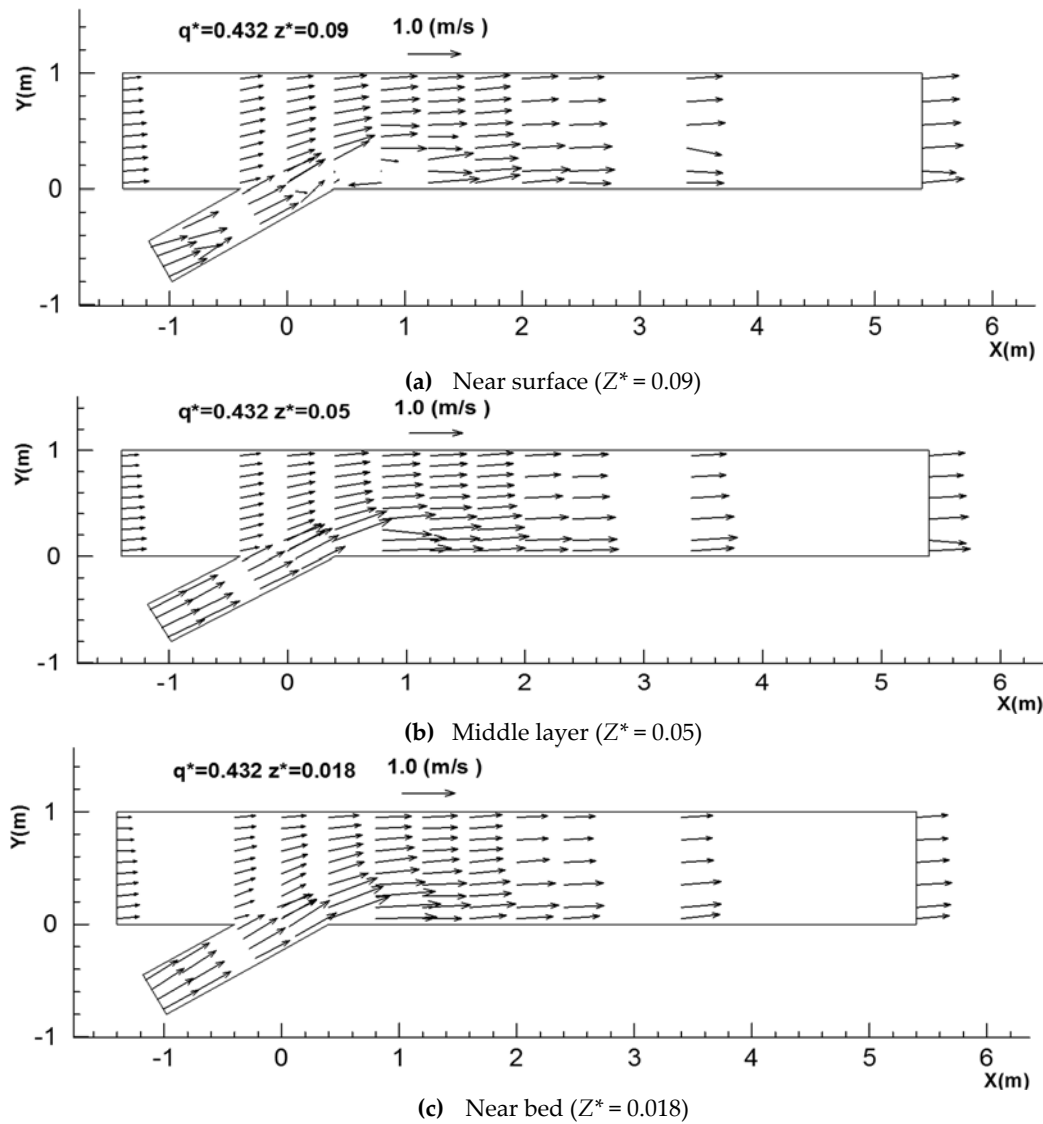 q*=0.432 z*=0.09 1.0 (m/s )
Y(m)
1
0
-1
-1 0 1 2 3 4 5 6
X(m)
(a) Near surface (Z* = 0.09)
q*=0.432 z*=0.05 1.0 (m/s )
Y(m)
1
0
-1
-1 0 1 2 3 4 5 6
X(m)
(b) Middle layer (Z* = 0.05)
q*=0.432 z*=0.018 1.0 (m/s )
Y(m)
1
0
-1
-1 0 1 2 3 4 5 6
X(m)
(c) Near bed (Z* = 0.018)